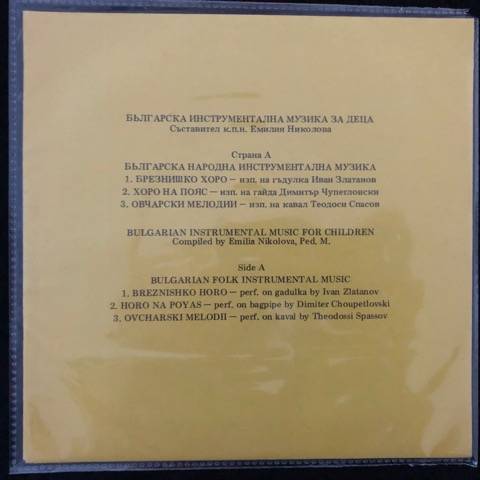 БЪЛГАРСКА ИНСТРУМЕНТАЛНА МУЗИКА ЗА ДЕЦА
Съставител к.п.н. Емилия Николова
Страна А
БЪЛГАРСКА НАРОДНА ИНСТРУМЕНТАЛНА МУЗИКА
1. БРЕЗНИШКО ХОРО — изп. на гъдулка Иван Златанов
2. ХОРО НА ПОЯС — изп. на гайда Димитър Чупетловски
3. ОВЧАРСКИ МЕЛОДИИ — изп. на кавал Теодоси Спасов
BULGARIAN INSTRUMENTAL MUSIC FOR CHILDREN
Compiled by Emilia Nikolova, Ped. M.
Side A
BULGARIAN FOLK INSTRUMENTAL MUSIC
1. BREZNISHKO HORO — perf. on gadulka by Ivan Zlatanov
2. HORO NA POYAS — perf. on bagpipe by Dimiter Choupetlovski
3. OVCHARSKI MELODII — perf. on kaval by Theodossi Spassov